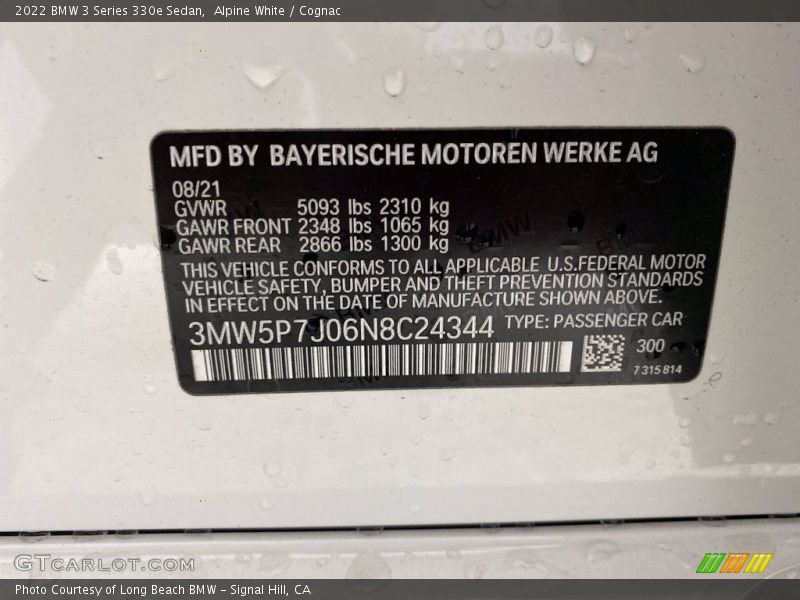 2022 BMW 3 Series 330e Sedan,  Alpine White / Cognac
MFD BY BAYERISCHE MOTOREN WERKE AG
08/21
GVWR 5093 lbs 2310 kg
GAWR FRONT 2348 lbs 1065 kg
GAWR REAR 2866 lbs 1300 kg
THIS VEHICLE CONFORMS TO ALL APPLICABLE U.S.FEDERAL MOTOR
VEHICLE SAFETY, BUMPER AND THEFT PREVENTION STANDARDS
IN EFFECT ON THE DATE OF MANUFACTURE SHOWN ABOVE.
3MW5P7J06N8C24344 TYPE: PASSENGER CAR
300
7 315 814
GTCARLOT.COM
Photo Courtesy of Long Beach BMW - Signal Hill, CA